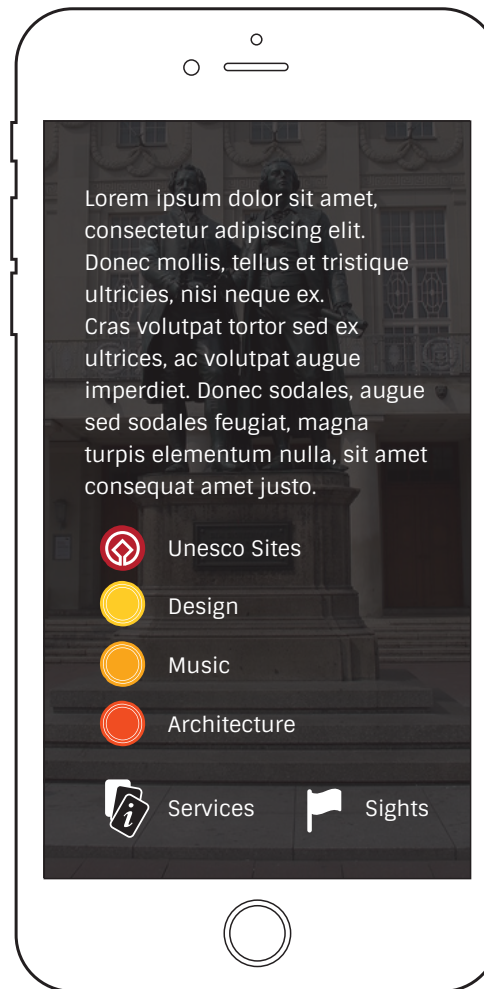 Lorem ipsum dolor sit amet,
consectetur adipiscing elit.
Donec mollis, tellus et tristique
ultricies, nisi neque ex.
Cras volutpat tortor sed ex
ultrices, ac volutpat augue
imperdiet. Donec sodales, augue
sed sodales feugiat, magna
turpis elementum nulla, sit amet
consequat amet justo.
Unesco Sites
Design
Music
Architecture
i Services Sights